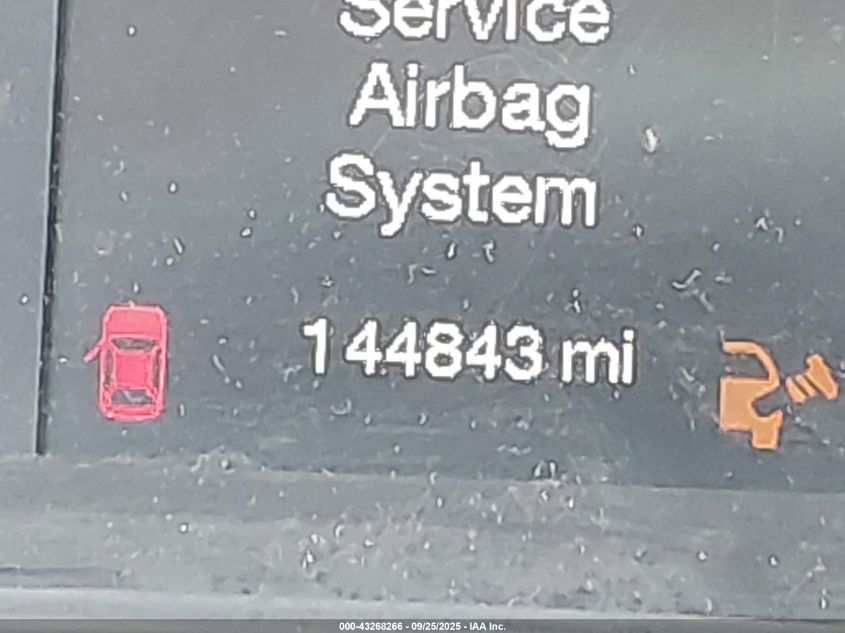 Service
Airbag
System
144843 mi
000-43268266 - 09/25/2025 - IAA Inc.